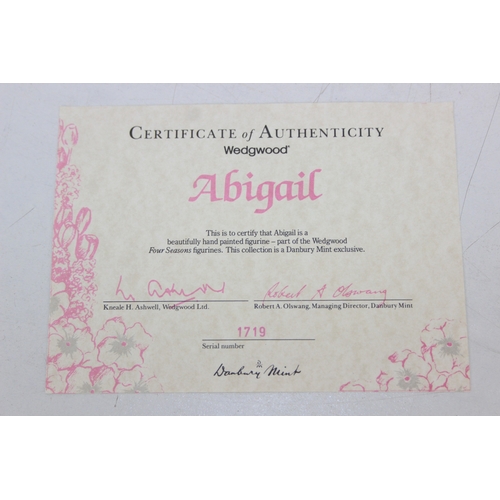 CERTIFICATE of AUTHENTICITY
Wedgwood®
Abigail
This is to certify that Abigail is a
beautifully hand painted figurine – part of the Wedgwood
Four Seasons figurines. This collection is a Danbury Mint exclusive.
Robert A Olswang
Kneale H. Ashwell, Wedgwood Ltd.
Robert A. Olswang, Managing Director, Danbury Mint
1719
Serial number
Danbury Mint